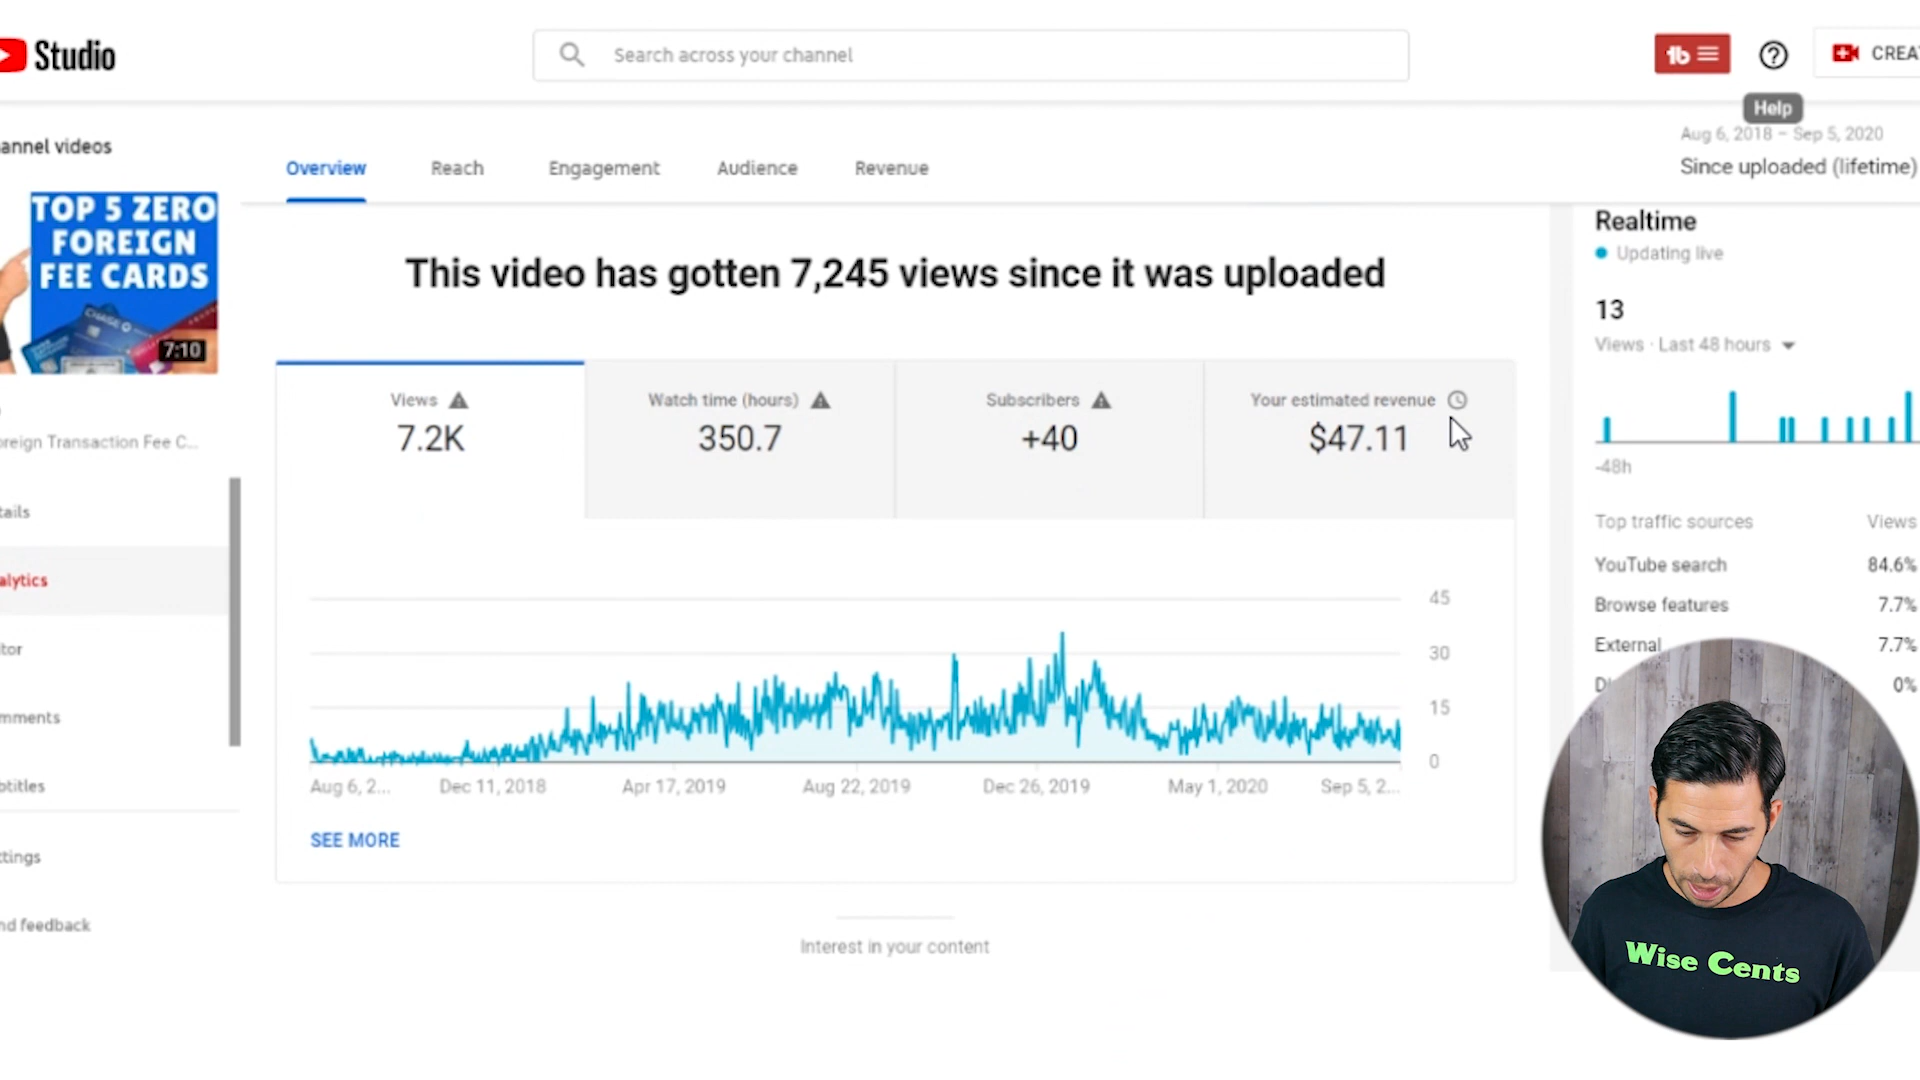 Studio
Search across your channel
1b
CREA
Help
annel videos
Overview
Reach
Engagement
Audience
Revenue
Aug 6, 2018 – Sep 5, 2020
Since uploaded (lifetime)
TOP 5 ZERO
FOREIGN
FEE CARDS
CHASE
7:10
This video has gotten 7,245 views since it was uploaded
Realtime
Updating live
13
Views · Last 48 hours
Views
7.2K
Watch time (hours)
350.7
Subscribers
+40
Your estimated revenue
$47.11
-48h
oreign Transaction Fee C...
tails
alytics
tor
mments
btitles
ttings
nd feedback
Top traffic sources
Views
YouTube search
84.6%
Browse features
7.7%
External
7.7%
0%
45
30
15
0
Aug 6, 2...
Dec 11, 2018
Apr 17, 2019
Aug 22, 2019
Dec 26, 2019
May 1, 2020
Sep 5, 2...
SEE MORE
Interest in your content
Wise Cents